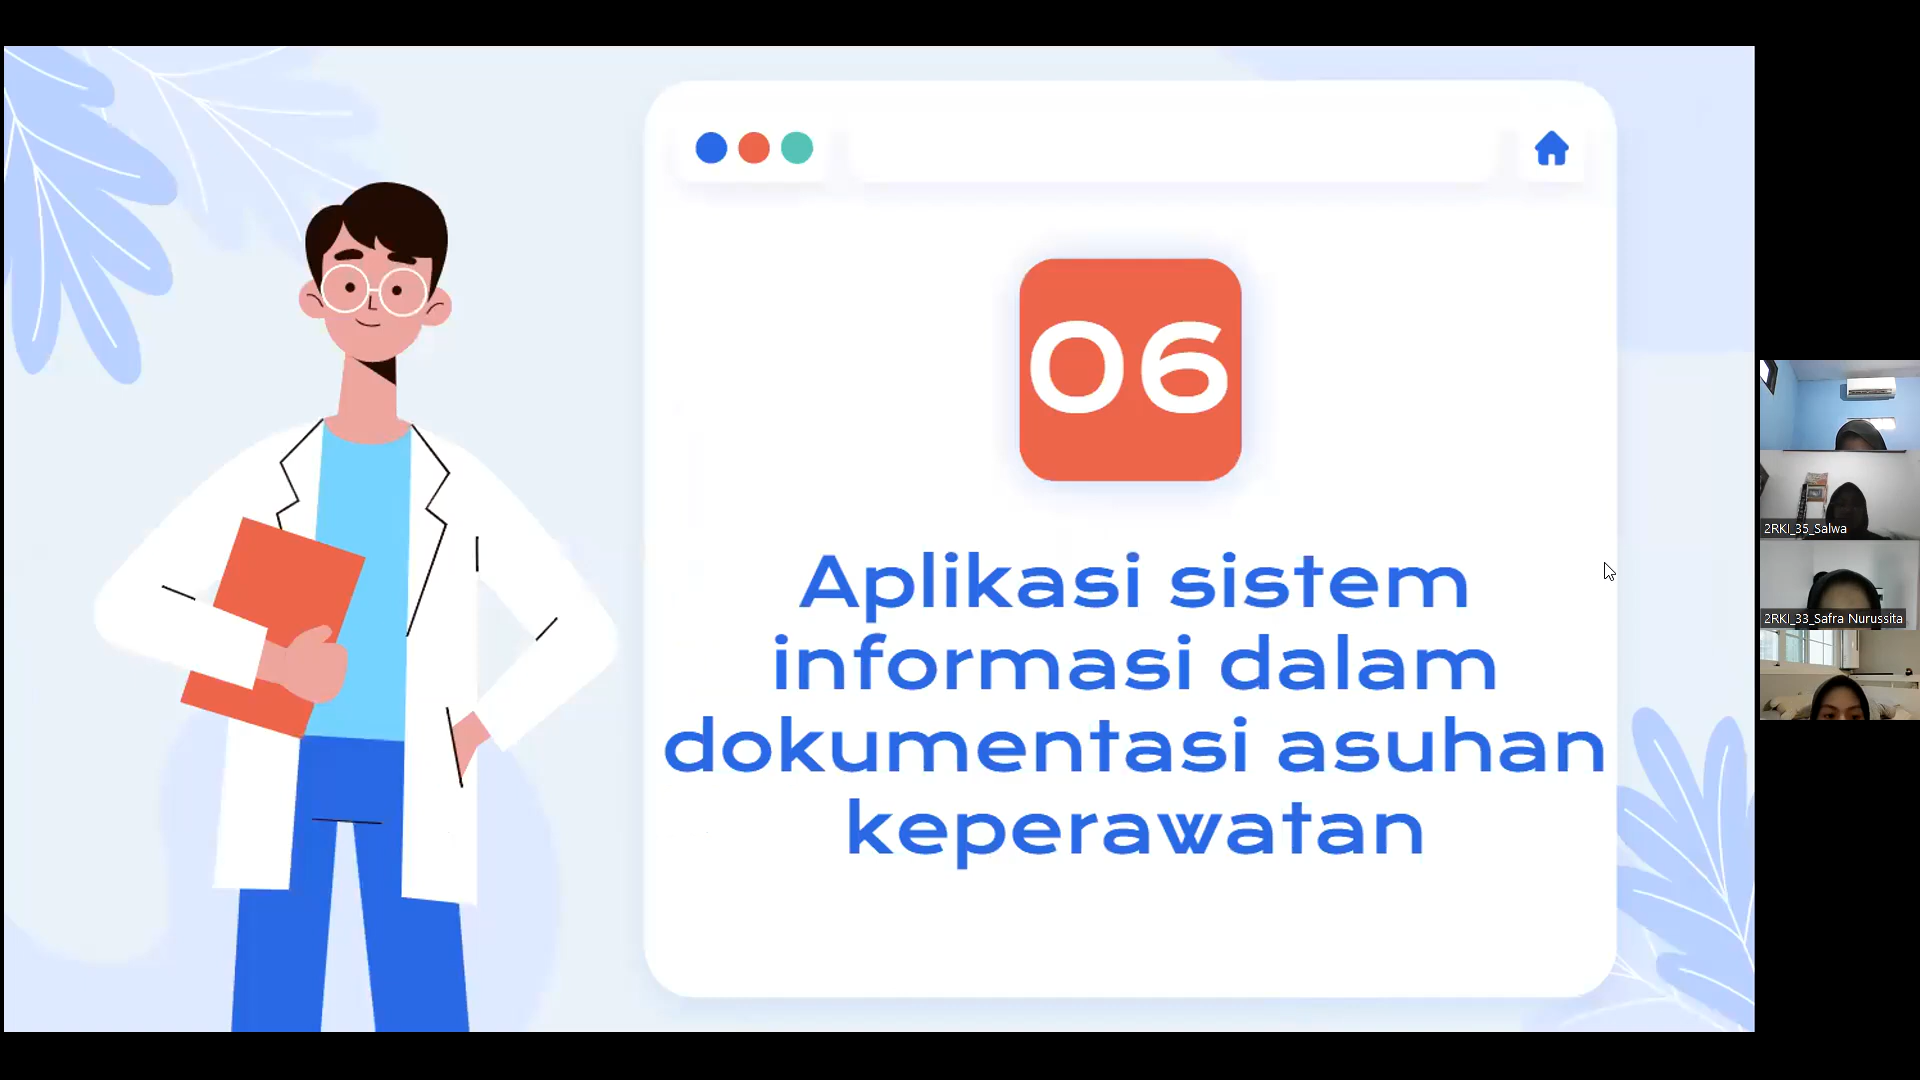 06
Aplikasi sistem
informasi dalam
dokumentasi asuhan
keperawatan
2RKI_35_Salwa
2RKI_33_Safra Nurussita